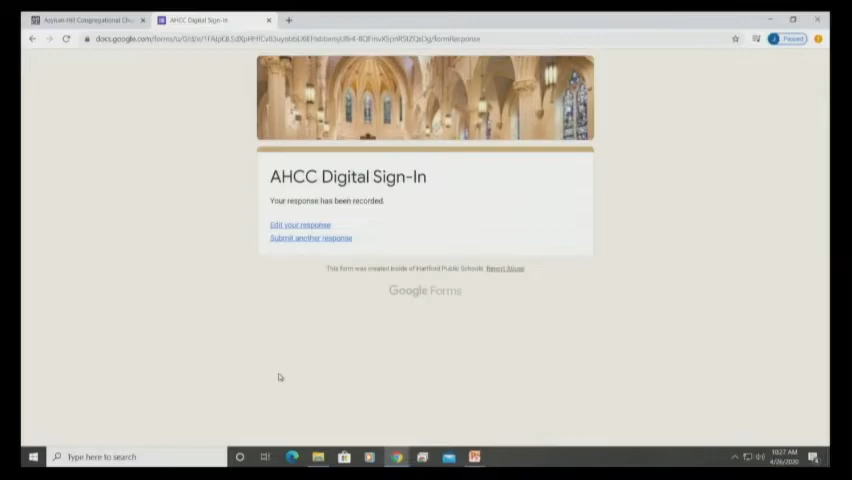 Asylum Hill Congregational Chu
AHCC Digital Sign-In
Paused
AHCC Digital Sign-In
Your response has been recorded.
Edit your response
Submit another response
This form was created inside of Hartford Public Schools. Report Abuse
Google Forms
Type here to search
10:27 AM
4/26/2020